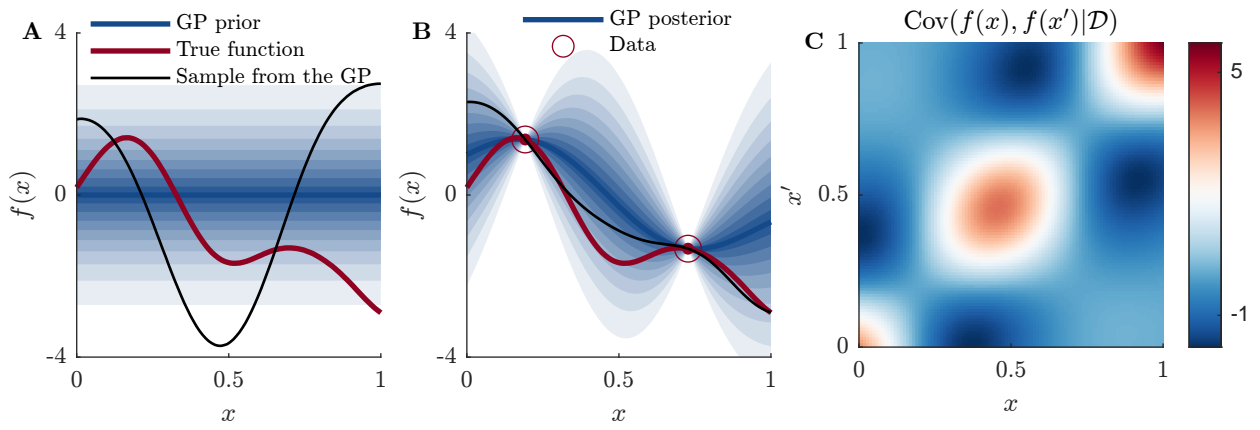 A
GP prior
True function
Sample from the GP
4
0
-4
f(x)
0
0.5
1
x
B
GP posterior
Data
4
0
-4
f(x)
0
0.5
1
x
C
Cov(f(x), f(x′)|𝒟)
1
0.5
0
x′
0
0.5
1
x
5
-1